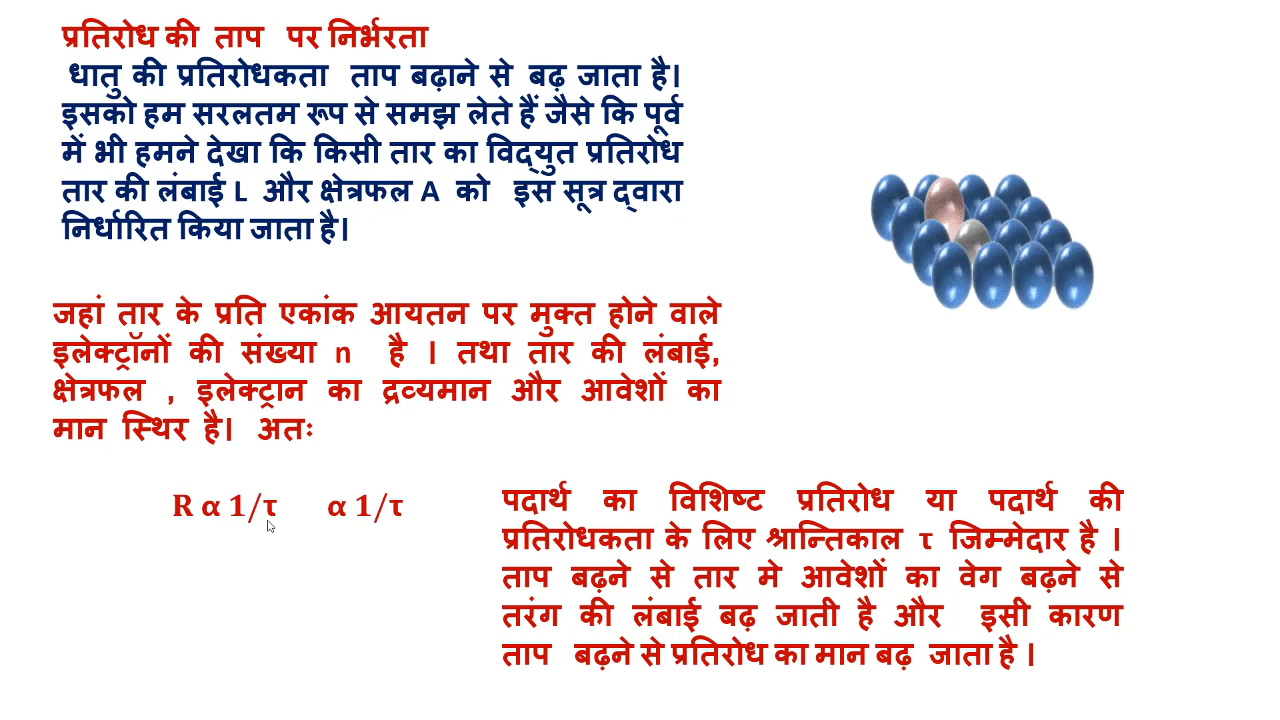 प्रतिरोध की ताप पर निर्भरता
धातु की प्रतिरोधकता ताप बढ़ाने से बढ़ जाता है।
इसको हम सरलतम रूप से समझ लेते हैं जैसे कि पूर्व
में भी हमने देखा कि किसी तार का विद्युत प्रतिरोध
तार की लंबाई L और क्षेत्रफल A को इस सूत्र द्वारा
निर्धारित किया जाता है।
जहां तार के प्रति एकांक आयतन पर मुक्त होने वाले
इलेक्ट्रॉनों की संख्या n है । तथा तार की लंबाई,
क्षेत्रफल , इलेक्ट्रान का द्रव्यमान और आवेशों का
मान स्थिर है। अतः
R α 1/τ α 1/τ
पदार्थ का विशिष्ट प्रतिरोध या पदार्थ की
प्रतिरोधकता के लिए श्रान्तिकाल τ जिम्मेदार है ।
ताप बढ़ने से तार मे आवेशों का वेग बढ़ने से
तरंग की लंबाई बढ़ जाती है और इसी कारण
ताप बढ़ने से प्रतिरोध का मान बढ़ जाता है ।